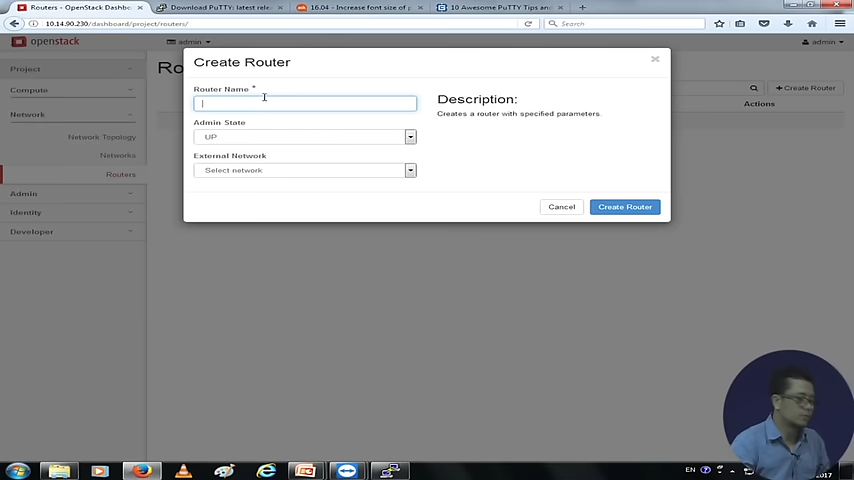 Routers - OpenStack Dashb...
Download PuTTY: latest rele...
16.04 - Increase font size of p
10 Awesome PuTTY Tips and
10.14.90.230/dashboard/project/routers/
Search
openstack
admin
admin
Project
Compute
Network
Network Topology
Networks
Routers
Admin
Identity
Developer
Ro
+ Create Router
Actions
Create Router
Router Name *
Admin State
UP
External Network
Select network
Description:
Creates a router with specified parameters.
Cancel
Create Router
EN